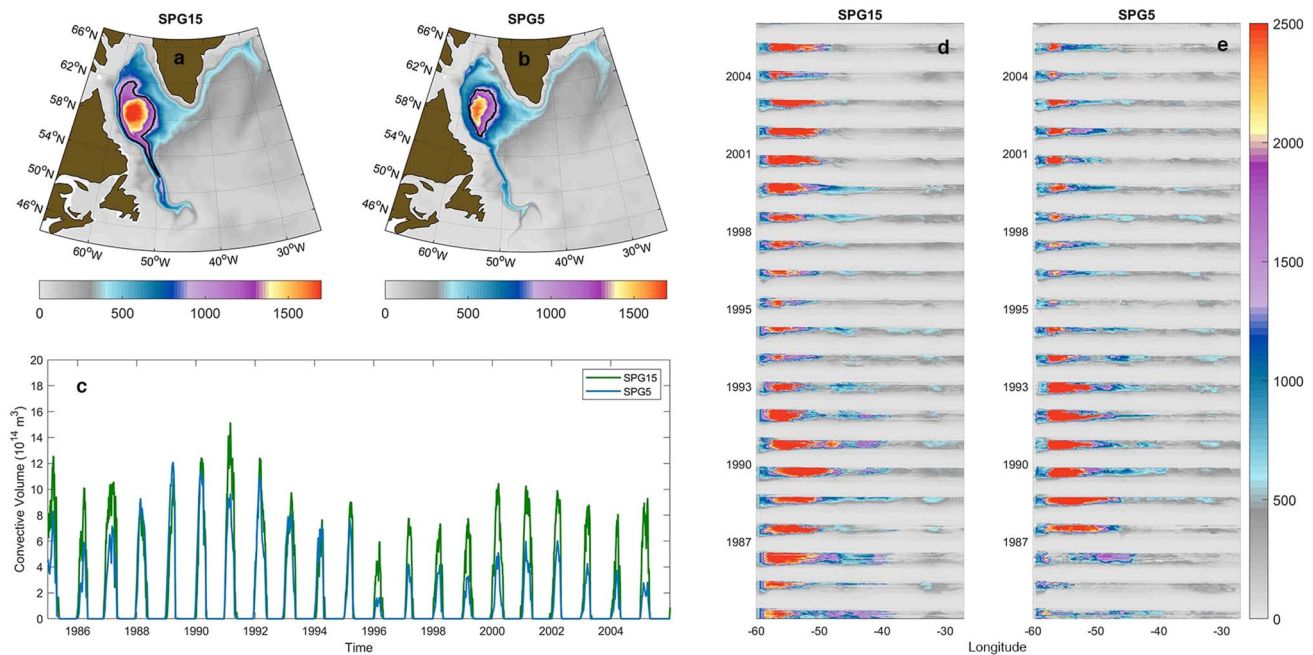 SPG15
66°N
62°N
58°N
54°N
50°N
46°N
60°W
50°W
40°W
30°W
a
0 500 1000 1500
SPG5
66°N
62°N
58°N
54°N
50°N
46°N
60°W
50°W
40°W
30°W
b
0 500 1000 1500
c
SPG15
SPG5
Convective Volume (10^14 m^3)
20
18
16
14
12
10
8
6
4
2
0
1986 1988 1990 1992 1994 1996 1998 2000 2002 2004
Time
SPG15
d
2004
2001
1998
1995
1993
1990
1987
-60 -50 -40 -30
SPG5
e
2004
2001
1998
1995
1993
1990
1987
-60 -50 -40 -30
Longitude
2500
2000
2500
1000
500
0